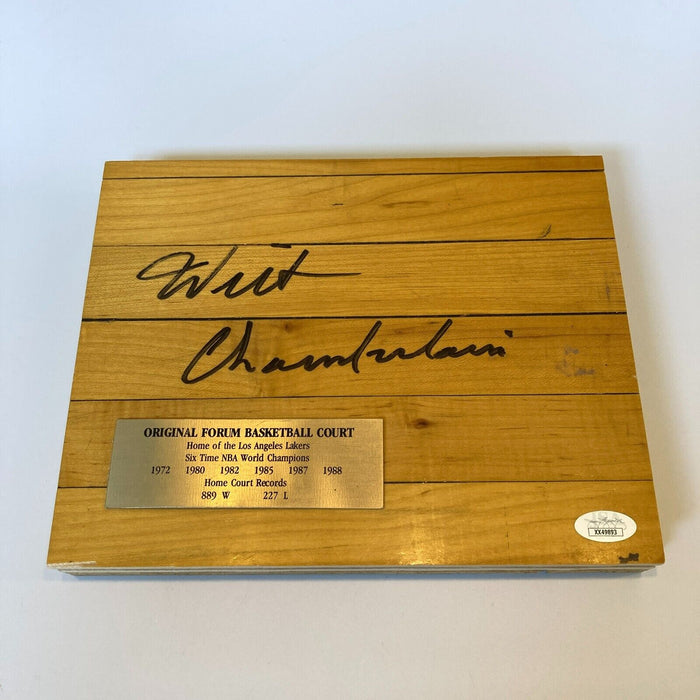 Wilt
Chamberlain
ORIGINAL FORUM BASKETBALL COURT
Home of the Los Angeles Lakers
Six Time NBA World Champions
1972 1980 1982 1985 1987 1988
Home Court Records
889 W 227 L
XX49893